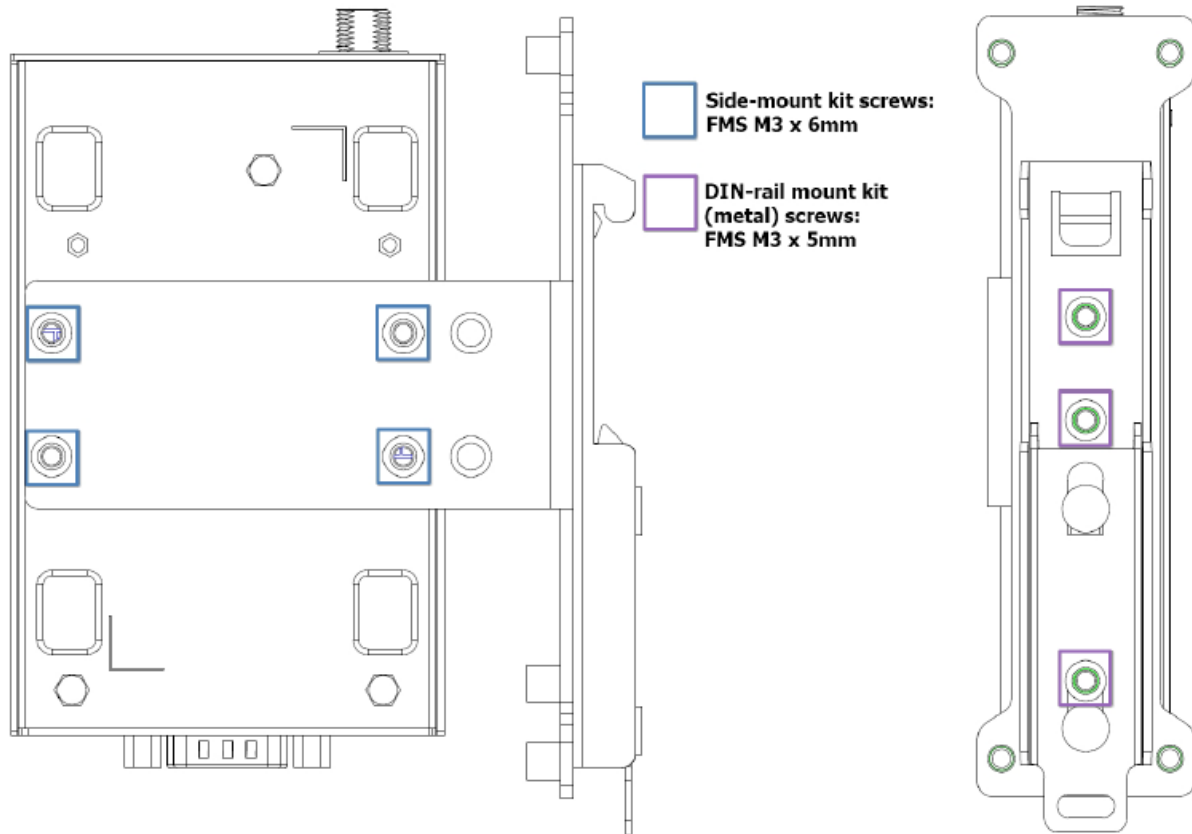 Side-mount kit screws:
FMS M3 x 6mm
DIN-rail mount kit
(metal) screws:
FMS M3 x 5mm